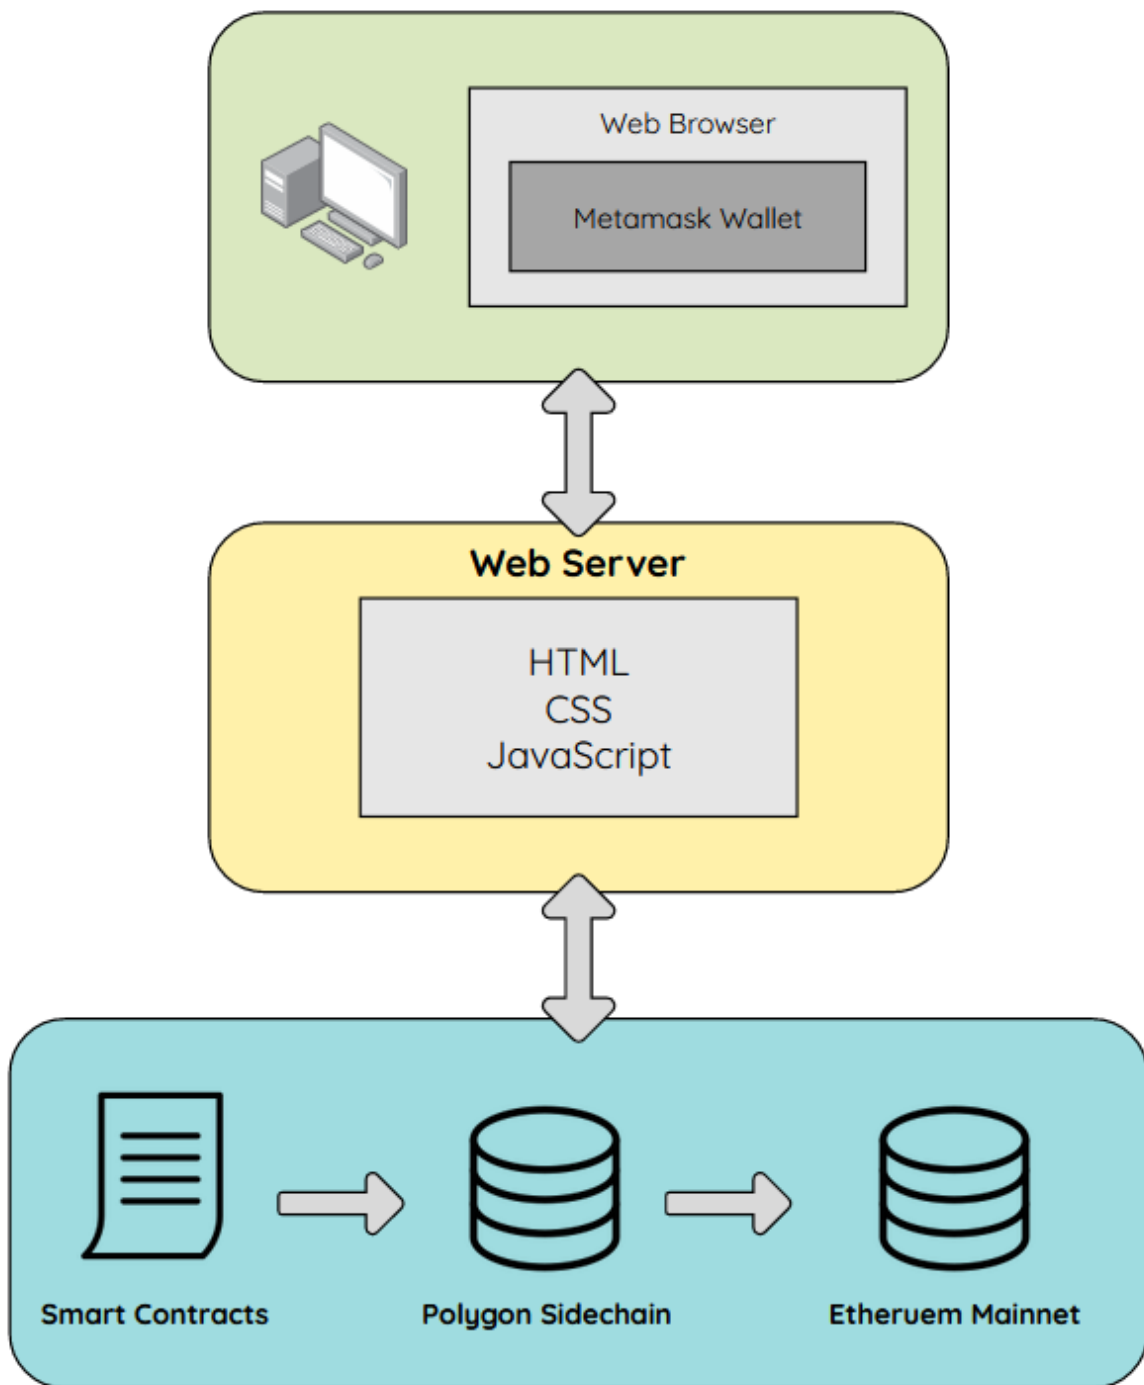 Web Browser
Metamask Wallet
Web Server
HTML
CSS
JavaScript
Smart Contracts
Polygon Sidechain
Etheruem Mainnet